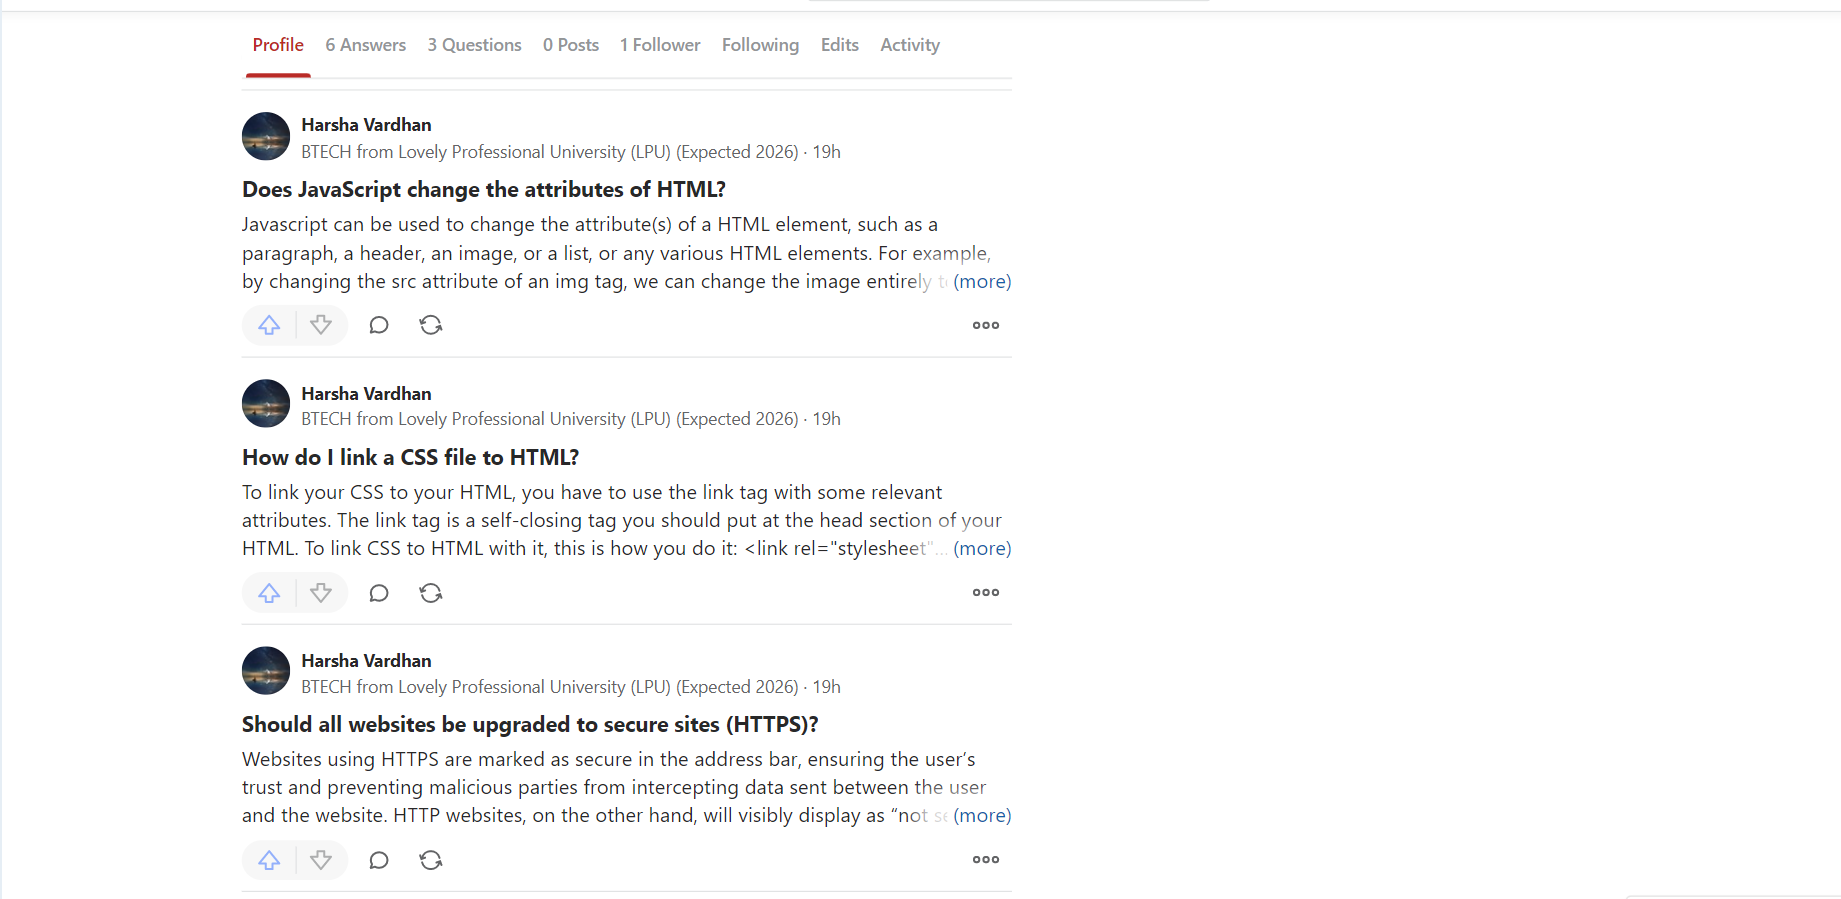 Profile 6 Answers 3 Questions 0 Posts 1 Follower Following Edits Activity
Harsha Vardhan
BTECH from Lovely Professional University (LPU) (Expected 2026) · 19h
Does JavaScript change the attributes of HTML?
Javascript can be used to change the attribute(s) of a HTML element, such as a
paragraph, a header, an image, or a list, or any various HTML elements. For example,
by changing the src attribute of an img tag, we can change the image entirely (more)
Harsha Vardhan
BTECH from Lovely Professional University (LPU) (Expected 2026) · 19h
How do I link a CSS file to HTML?
To link your CSS to your HTML, you have to use the link tag with some relevant
attributes. The link tag is a self-closing tag you should put at the head section of your
HTML. To link CSS to HTML with it, this is how you do it: <link rel="stylesheet"... (more)
Harsha Vardhan
BTECH from Lovely Professional University (LPU) (Expected 2026) · 19h
Should all websites be upgraded to secure sites (HTTPS)?
Websites using HTTPS are marked as secure in the address bar, ensuring the user’s
trust and preventing malicious parties from intercepting data sent between the user
and the website. HTTP websites, on the other hand, will visibly display as “not (more)